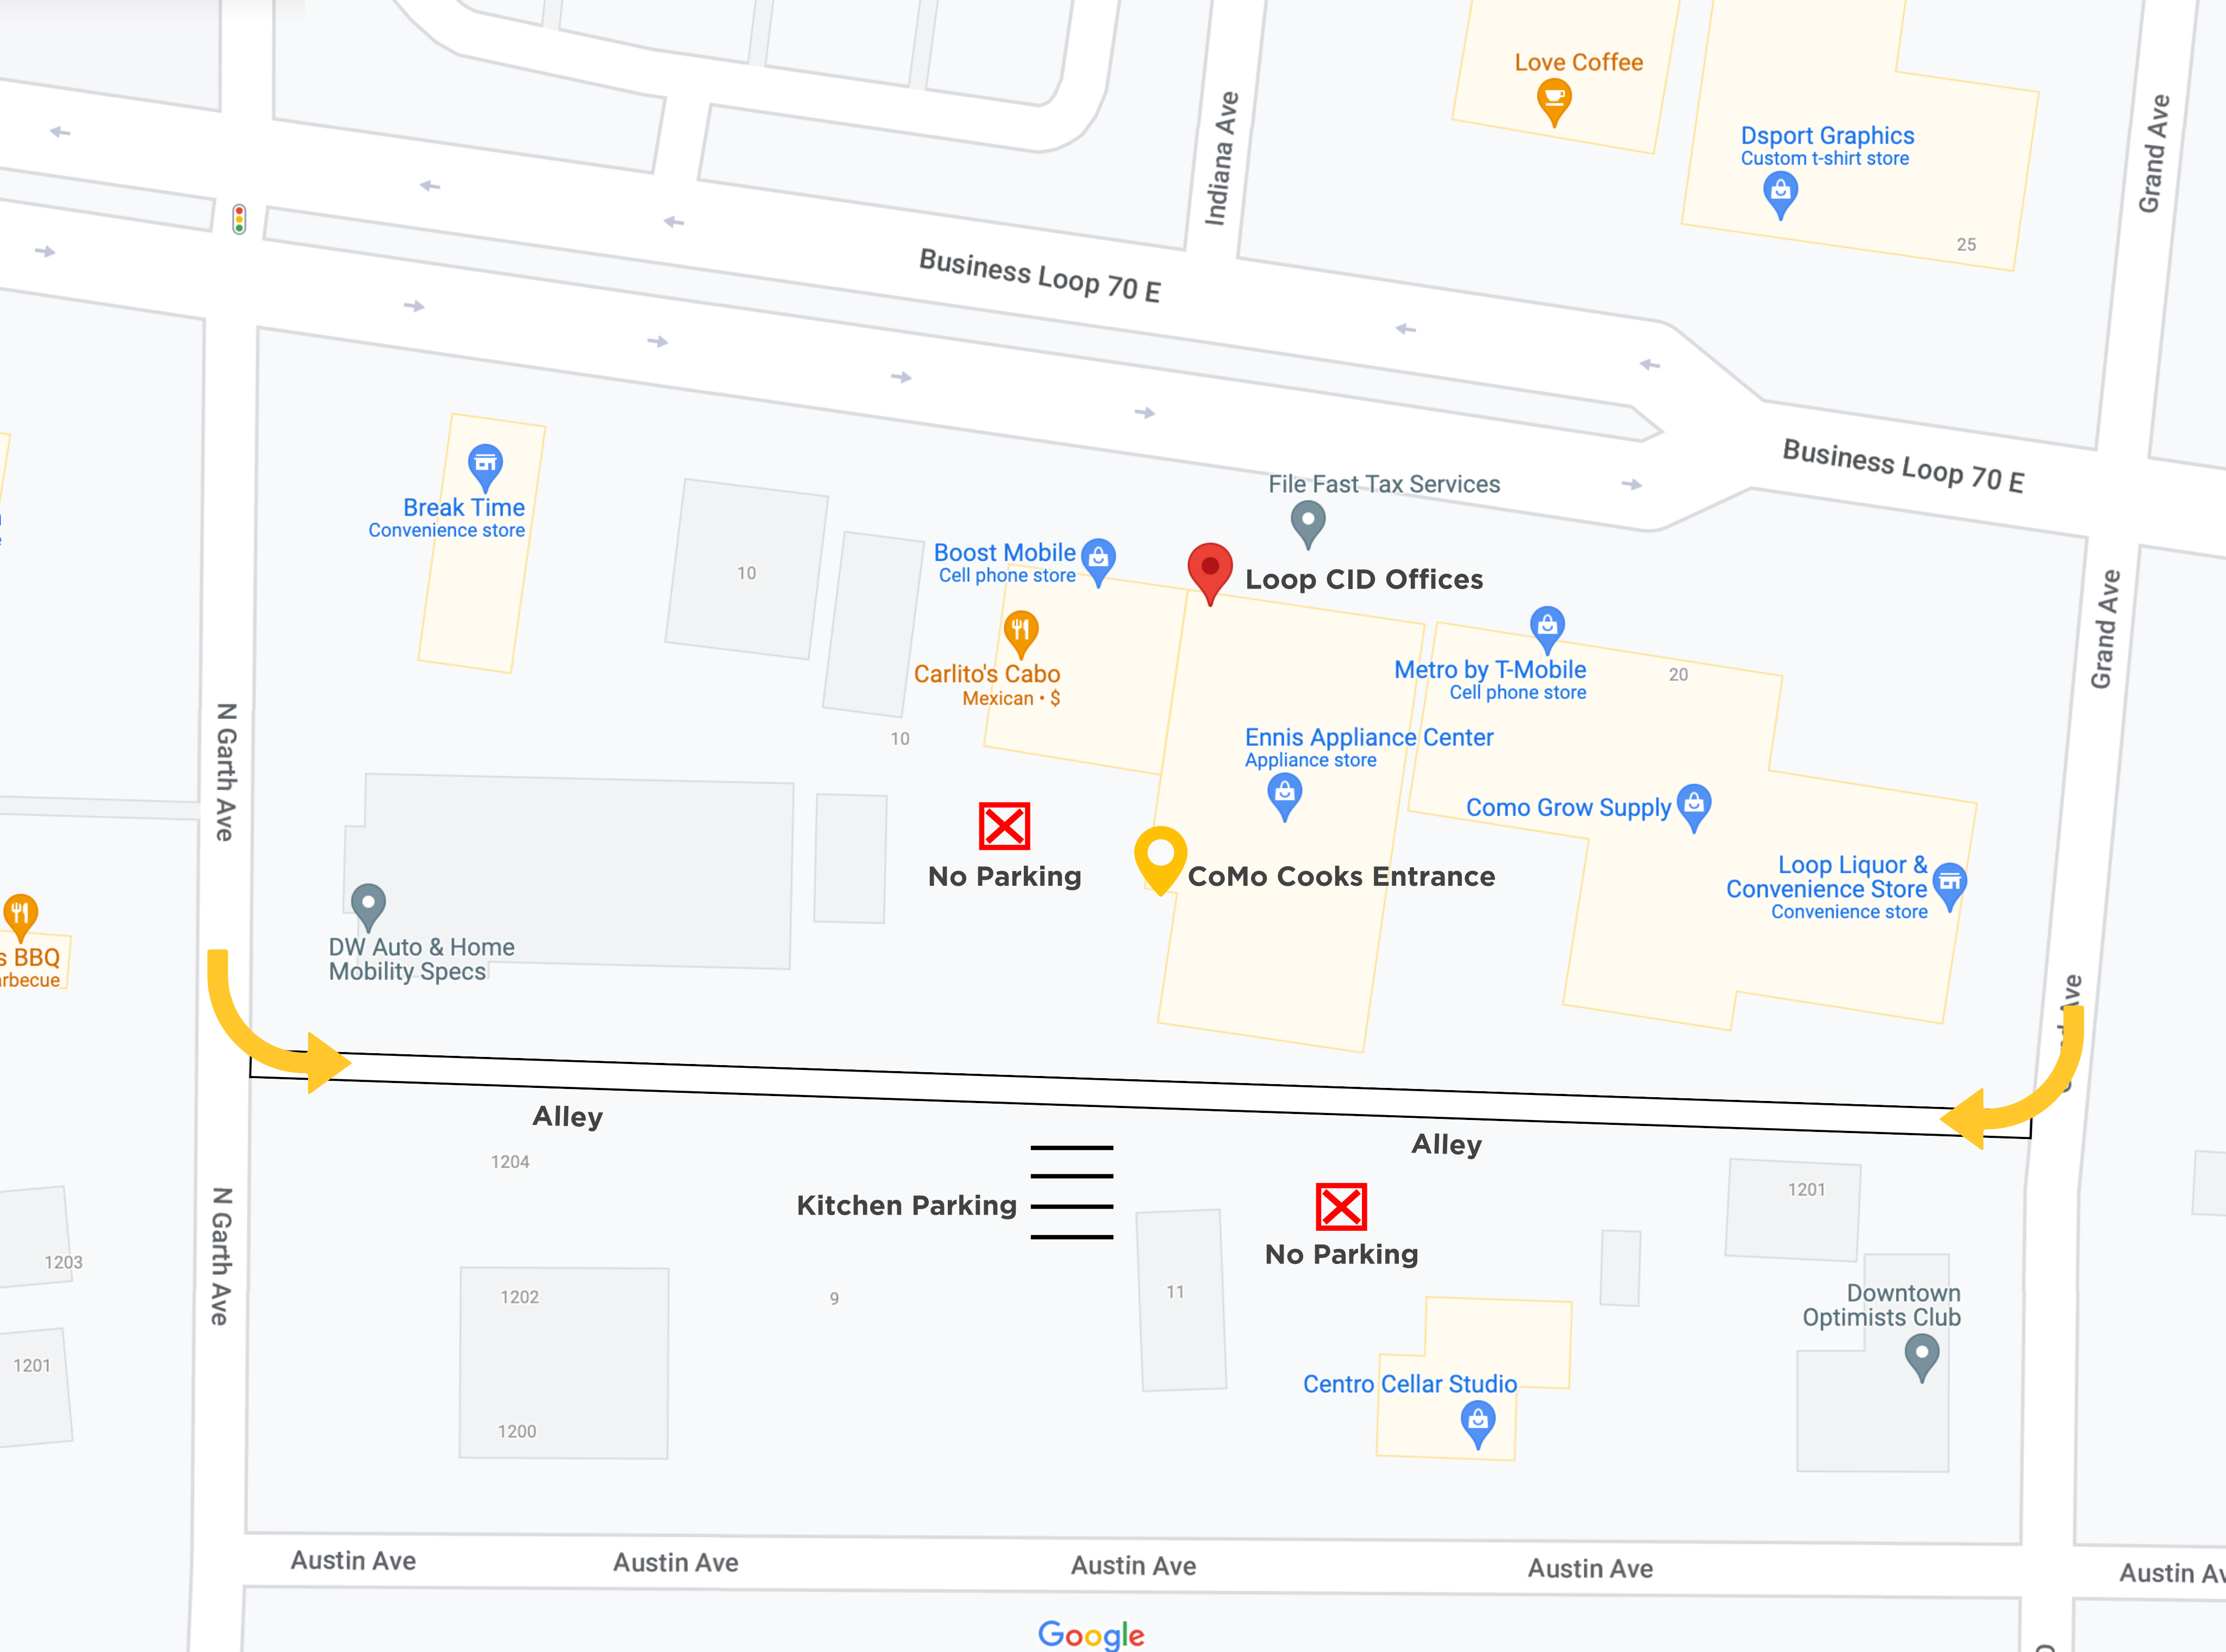 Love Coffee
Dsport Graphics
Custom t-shirt store
25
Indiana Ave
Grand Ave
Business Loop 70 E
Business Loop 70 E
File Fast Tax Services
Break Time
Convenience store
10
Boost Mobile
Cell phone store
Loop CID Offices
Carlito's Cabo
Mexican • $
Metro by T-Mobile
Cell phone store
20
Grand Ave
N Garth Ave
10
Ennis Appliance Center
Appliance store
Como Grow Supply
No Parking
CoMo Cooks Entrance
Loop Liquor &
Convenience Store
Convenience store
DW Auto & Home
Mobility Specs
s BBQ
arbecue
Alley
Alley
1204
Kitchen Parking
No Parking
1201
1203
N Garth Ave
1202
9
11
Downtown
Optimists Club
1201
Centro Cellar Studio
1200
Austin Ave
Austin Ave
Austin Ave
Austin Ave
Austin Av
Google